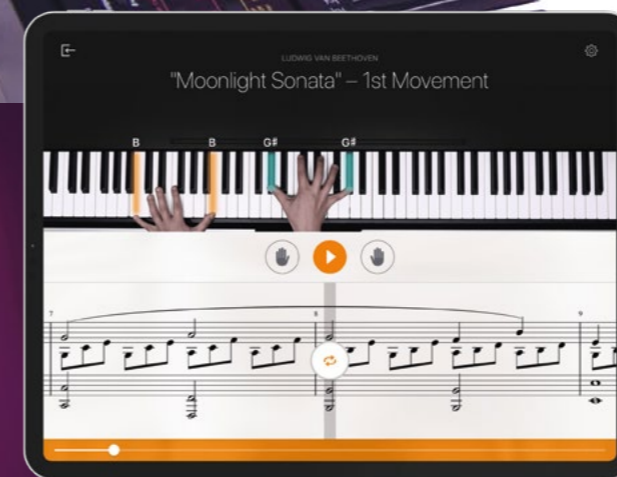 LUDWIG VAN BEETHOVEN
"Moonlight Sonata" – 1st Movement
B B G# G#
7 8 9